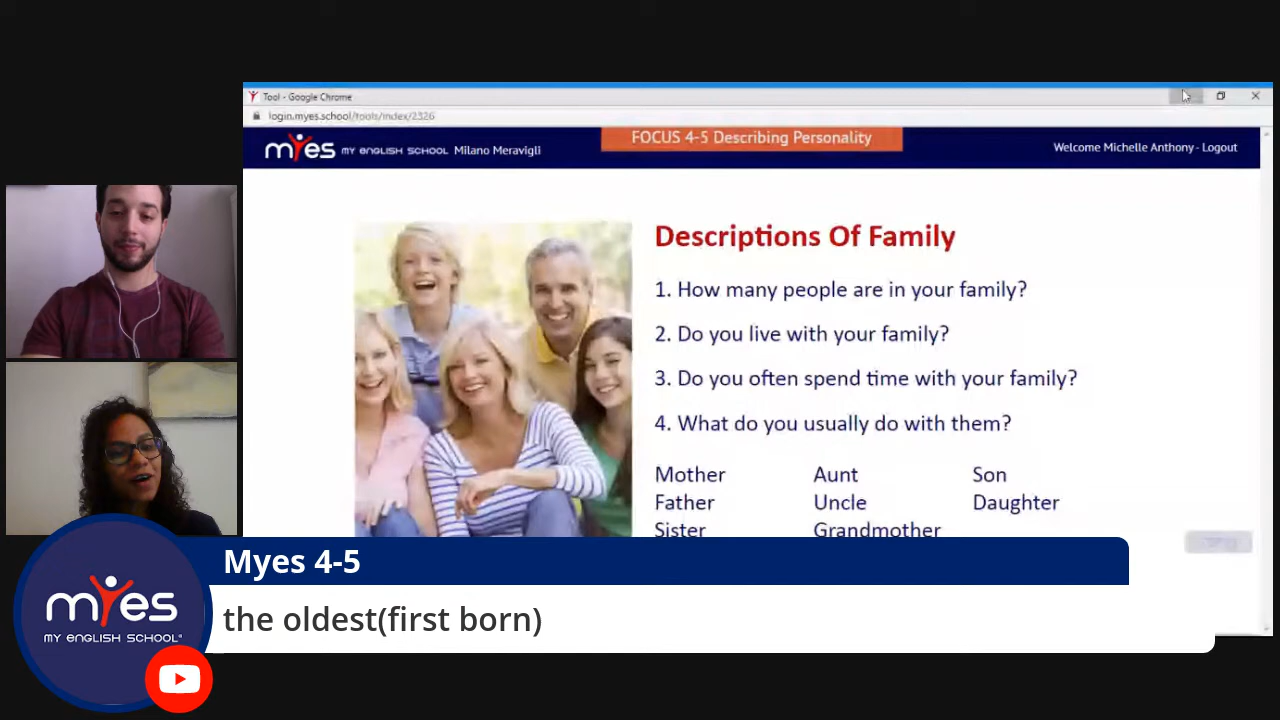 Tool - Google Chrome
login.myes.school/tools/index/2326
myes MY ENGLISH SCHOOL Milano Meravigli
FOCUS 4-5 Describing Personality
Welcome Michelle Anthony - Logout
Descriptions Of Family
1. How many people are in your family?
2. Do you live with your family?
3. Do you often spend time with your family?
4. What do you usually do with them?
Mother Aunt Son
Father Uncle Daughter
Sister Grandmother
Myes 4-5
the oldest(first born)
myes
MY ENGLISH SCHOOL